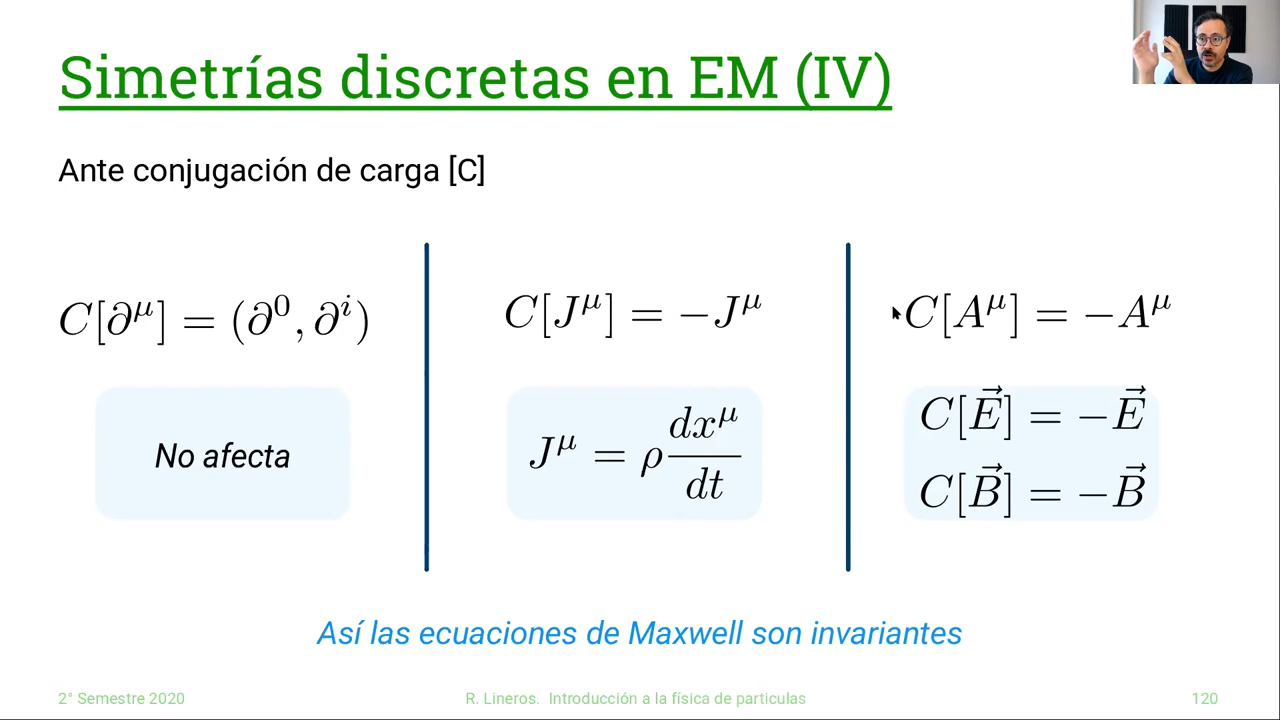 Simetrías discretas en EM (IV)
Ante conjugación de carga [C]
C[∂^μ] = (∂^0, ∂^i)
No afecta
C[J^μ] = −J^μ
J^μ = ρ dx^μ/dt
C[A^μ] = −A^μ
C[E⃗] = −E⃗
C[B⃗] = −B⃗
Así las ecuaciones de Maxwell son invariantes
2° Semestre 2020
R. Lineros. Introducción a la física de particulas
120